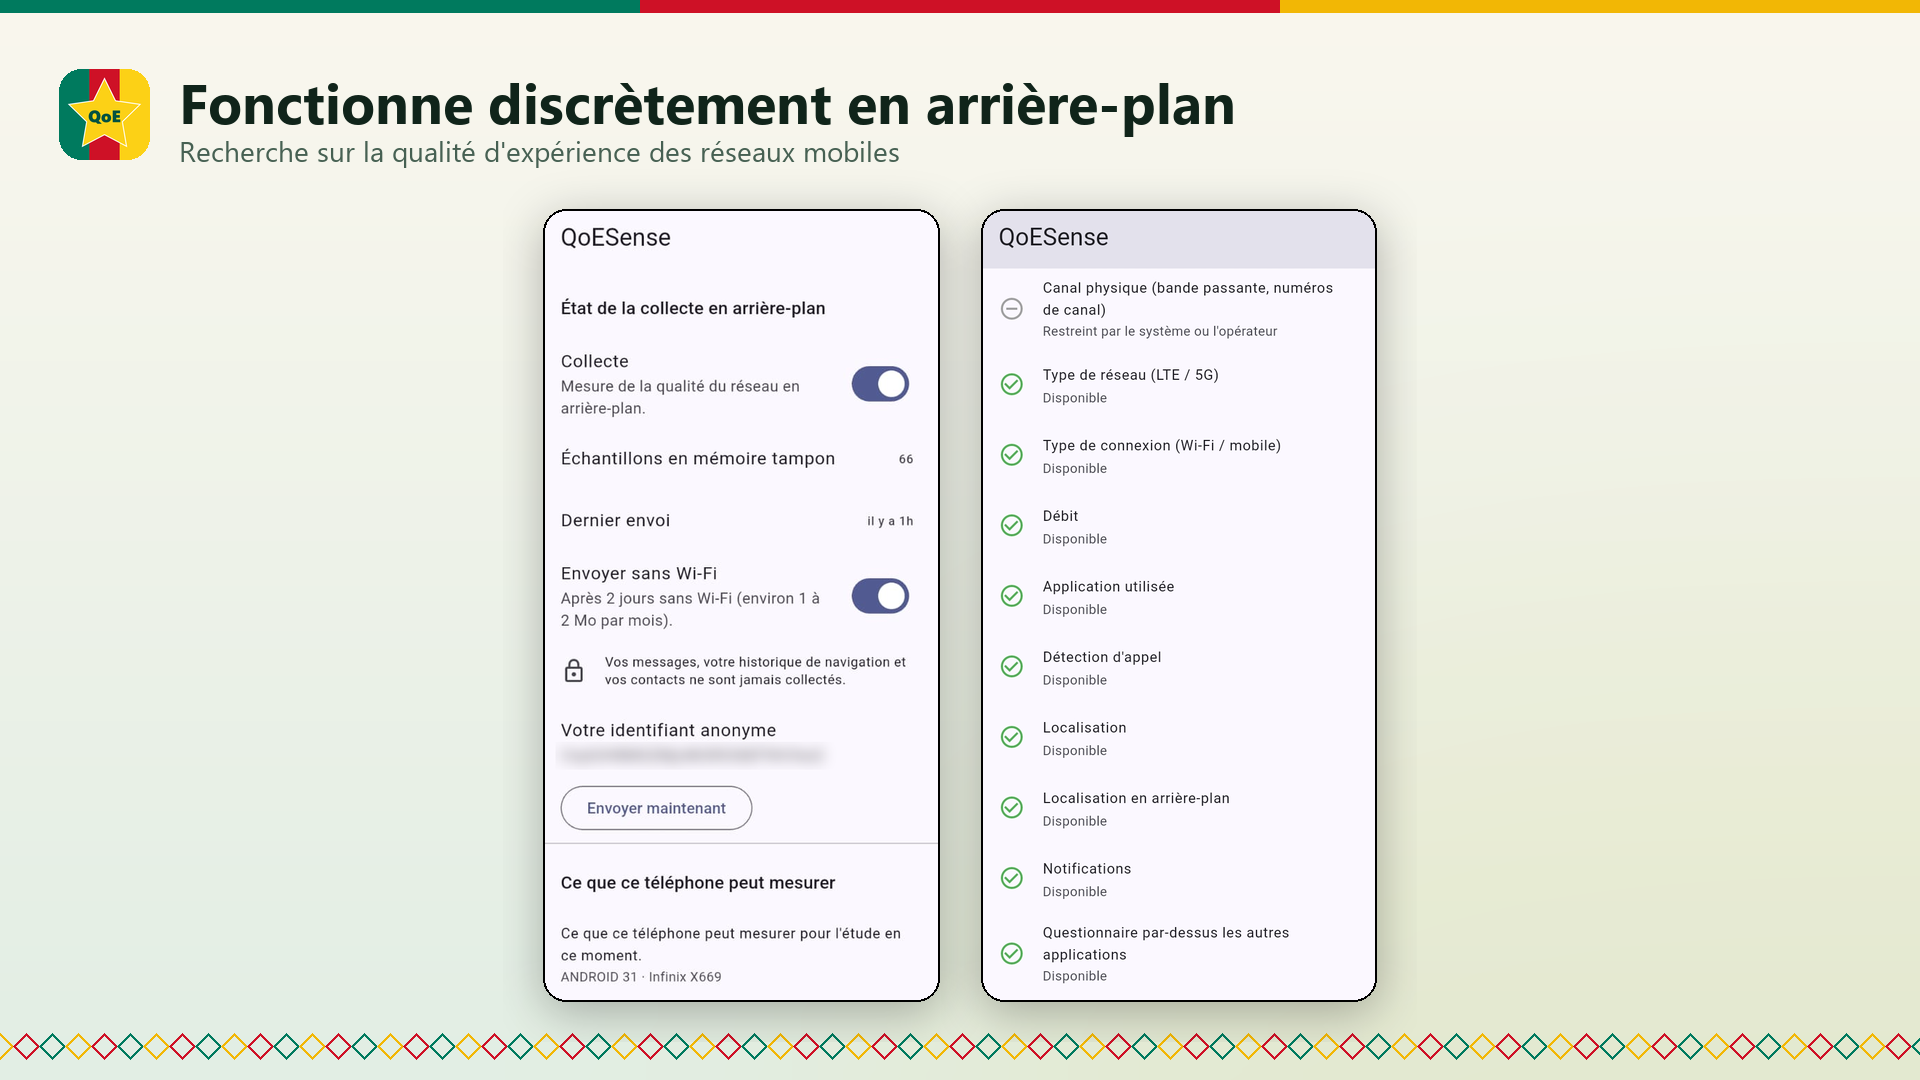 QoE
Fonctionne discrètement en arrière-plan
Recherche sur la qualité d'expérience des réseaux mobiles
QoESense
État de la collecte en arrière-plan
Collecte
Mesure de la qualité du réseau en
arrière-plan.
Échantillons en mémoire tampon 66
Dernier envoi il y a 1h
Envoyer sans Wi-Fi
Après 2 jours sans Wi-Fi (environ 1 à
2 Mo par mois).
Vos messages, votre historique de navigation et
vos contacts ne sont jamais collectés.
Votre identifiant anonyme
Envoyer maintenant
Ce que ce téléphone peut mesurer
Ce que ce téléphone peut mesurer pour l'étude en
ce moment.
ANDROID 31 · Infinix X669
QoESense
Canal physique (bande passante, numéros
de canal)
Restreint par le système ou l'opérateur
Type de réseau (LTE / 5G)
Disponible
Type de connexion (Wi-Fi / mobile)
Disponible
Débit
Disponible
Application utilisée
Disponible
Détection d'appel
Disponible
Localisation
Disponible
Localisation en arrière-plan
Disponible
Notifications
Disponible
Questionnaire par-dessus les autres
applications
Disponible